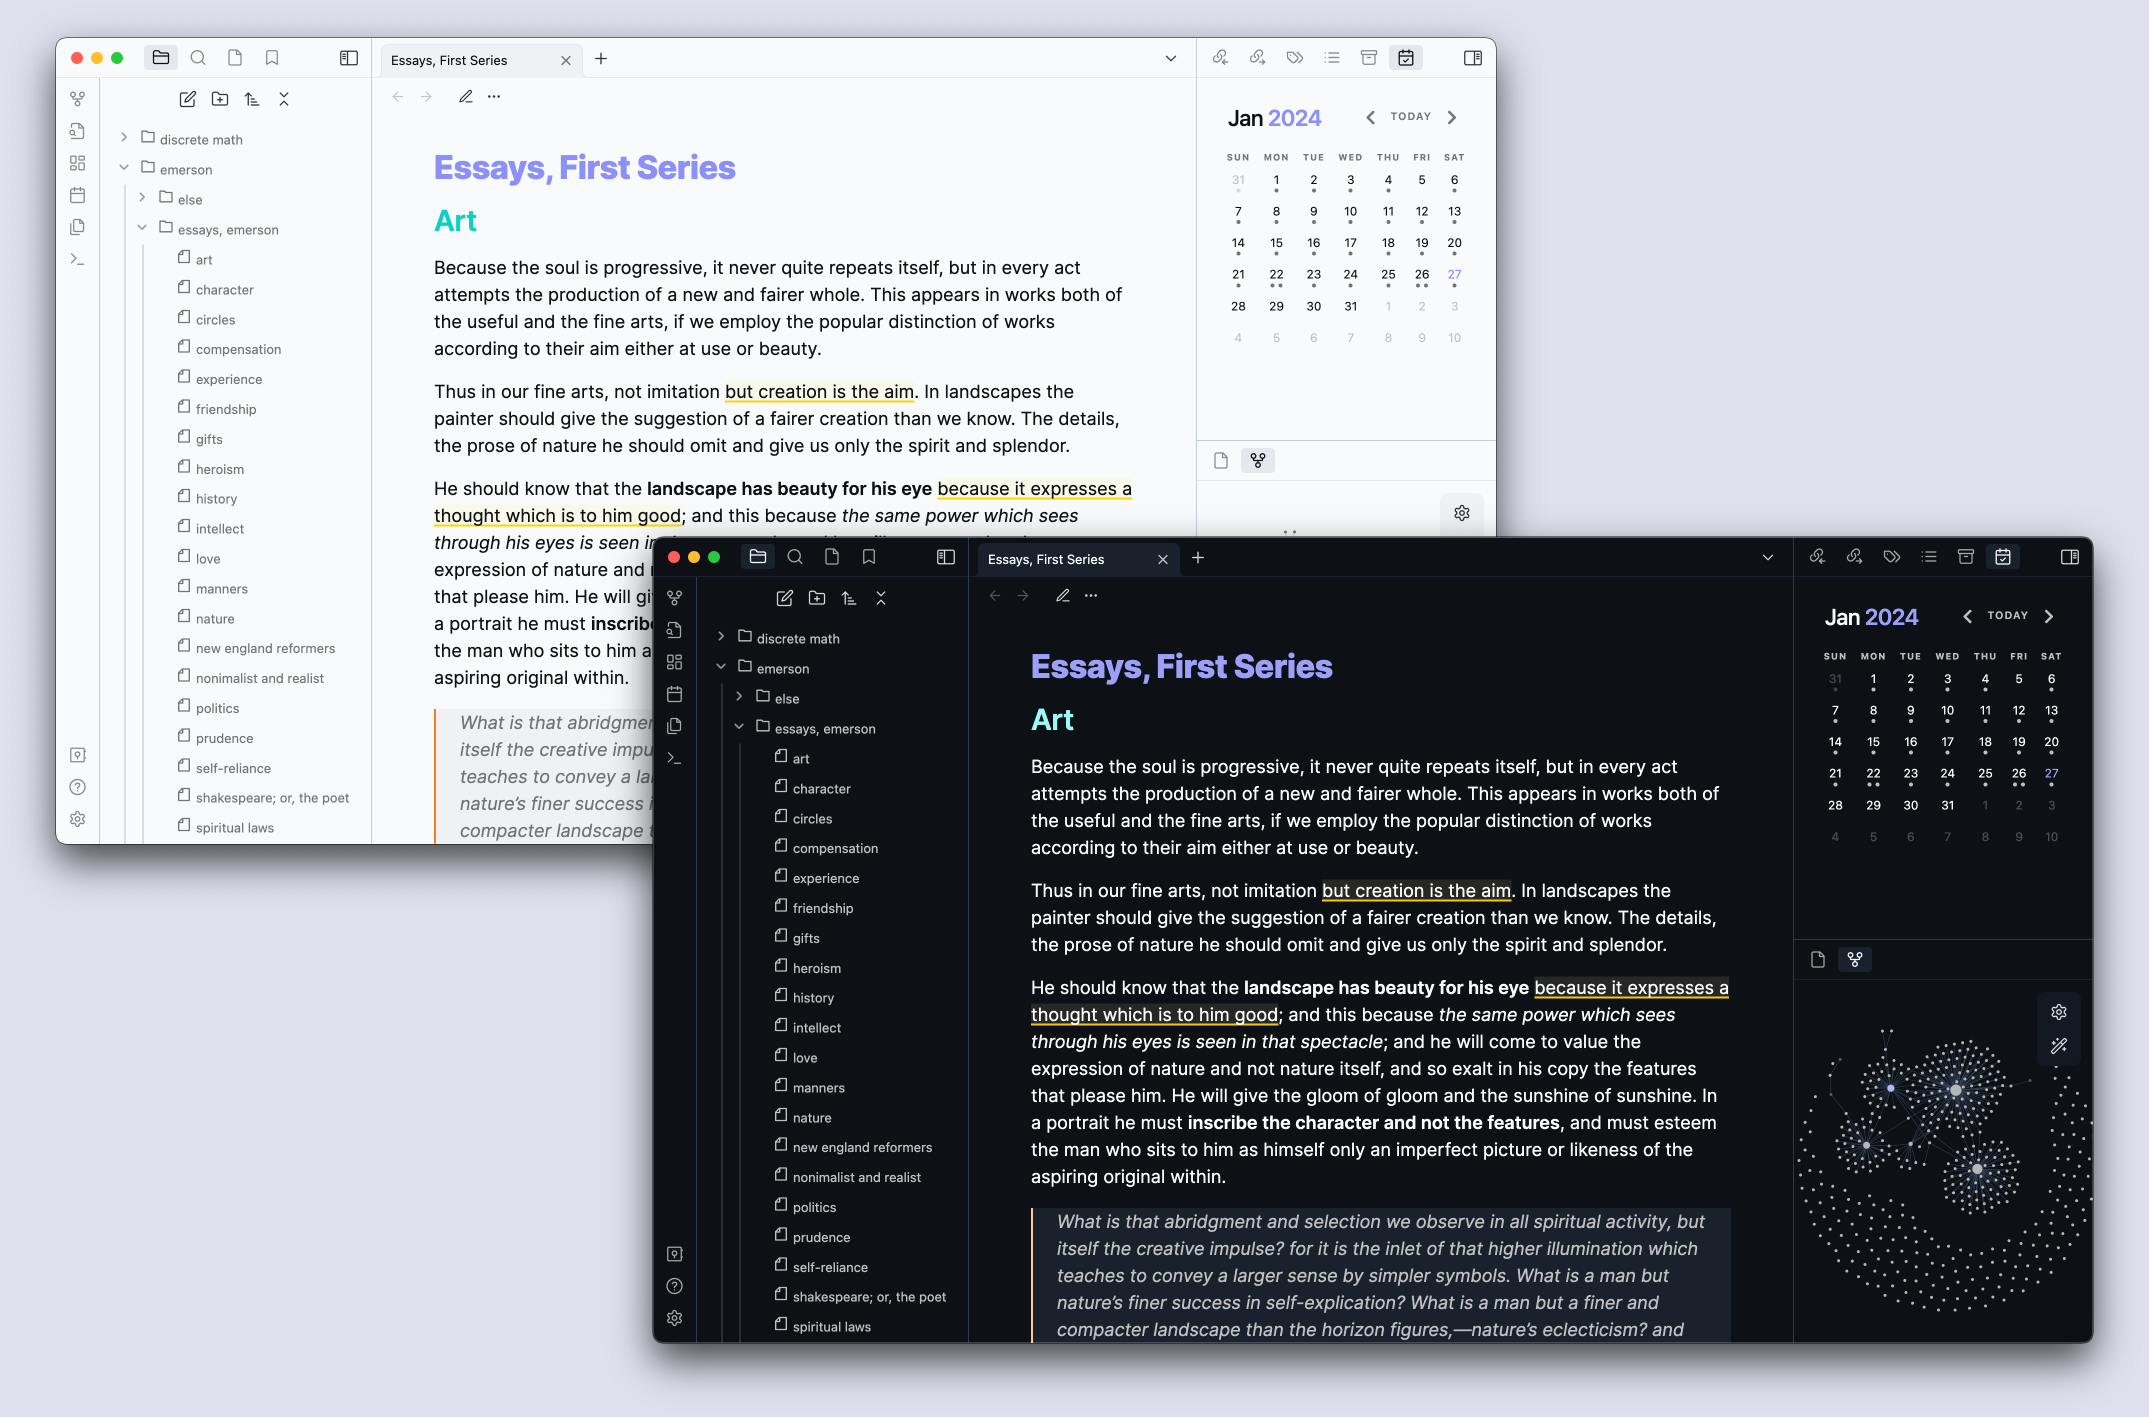 Essays, First Series
discrete math
emerson
else
essays, emerson
art
character
circles
compensation
experience
friendship
gifts
heroism
history
intellect
love
manners
nature
new england reformers
nonimalist and realist
politics
prudence
self-reliance
shakespeare; or, the poet
spiritual laws
Essays, First Series
Art
Because the soul is progressive, it never quite repeats itself, but in every act
attempts the production of a new and fairer whole. This appears in works both of
the useful and the fine arts, if we employ the popular distinction of works
according to their aim either at use or beauty.
Thus in our fine arts, not imitation but creation is the aim. In landscapes the
painter should give the suggestion of a fairer creation than we know. The details,
the prose of nature he should omit and give us only the spirit and splendor.
He should know that the landscape has beauty for his eye because it expresses a
thought which is to him good; and this because the same power which sees
through his eyes is seen in
expression of nature and
that please him. He will gi
a portrait he must inscribe
the man who sits to him a
aspiring original within.
What is that abridgmen
itself the creative impu
teaches to convey a la
nature's finer success i
compacter landscape t
Jan 2024
TODAY
SUN MON TUE WED THU FRI SAT
31 1 2 3 4 5 6
7 8 9 10 11 12 13
14 15 16 17 18 19 20
21 22 23 24 25 26 27
28 29 30 31 1 2 3
4 5 6 7 8 9 10
Essays, First Series
discrete math
emerson
else
essays, emerson
art
character
circles
compensation
experience
friendship
gifts
heroism
history
intellect
love
manners
nature
new england reformers
nonimalist and realist
politics
prudence
self-reliance
shakespeare; or, the poet
spiritual laws
Essays, First Series
Art
Because the soul is progressive, it never quite repeats itself, but in every act
attempts the production of a new and fairer whole. This appears in works both of
the useful and the fine arts, if we employ the popular distinction of works
according to their aim either at use or beauty.
Thus in our fine arts, not imitation but creation is the aim. In landscapes the
painter should give the suggestion of a fairer creation than we know. The details,
the prose of nature he should omit and give us only the spirit and splendor.
He should know that the landscape has beauty for his eye because it expresses a
thought which is to him good; and this because the same power which sees
through his eyes is seen in that spectacle; and he will come to value the
expression of nature and not nature itself, and so exalt in his copy the features
that please him. He will give the gloom of gloom and the sunshine of sunshine. In
a portrait he must inscribe the character and not the features, and must esteem
the man who sits to him as himself only an imperfect picture or likeness of the
aspiring original within.
What is that abridgment and selection we observe in all spiritual activity, but
itself the creative impulse? for it is the inlet of that higher illumination which
teaches to convey a larger sense by simpler symbols. What is a man but
nature's finer success in self-explication? What is a man but a finer and
compacter landscape than the horizon figures,—nature's eclecticism? and
Jan 2024
TODAY
SUN MON TUE WED THU FRI SAT
31 1 2 3 4 5 6
7 8 9 10 11 12 13
14 15 16 17 18 19 20
21 22 23 24 25 26 27
28 29 30 31 1 2 3
4 5 6 7 8 9 10